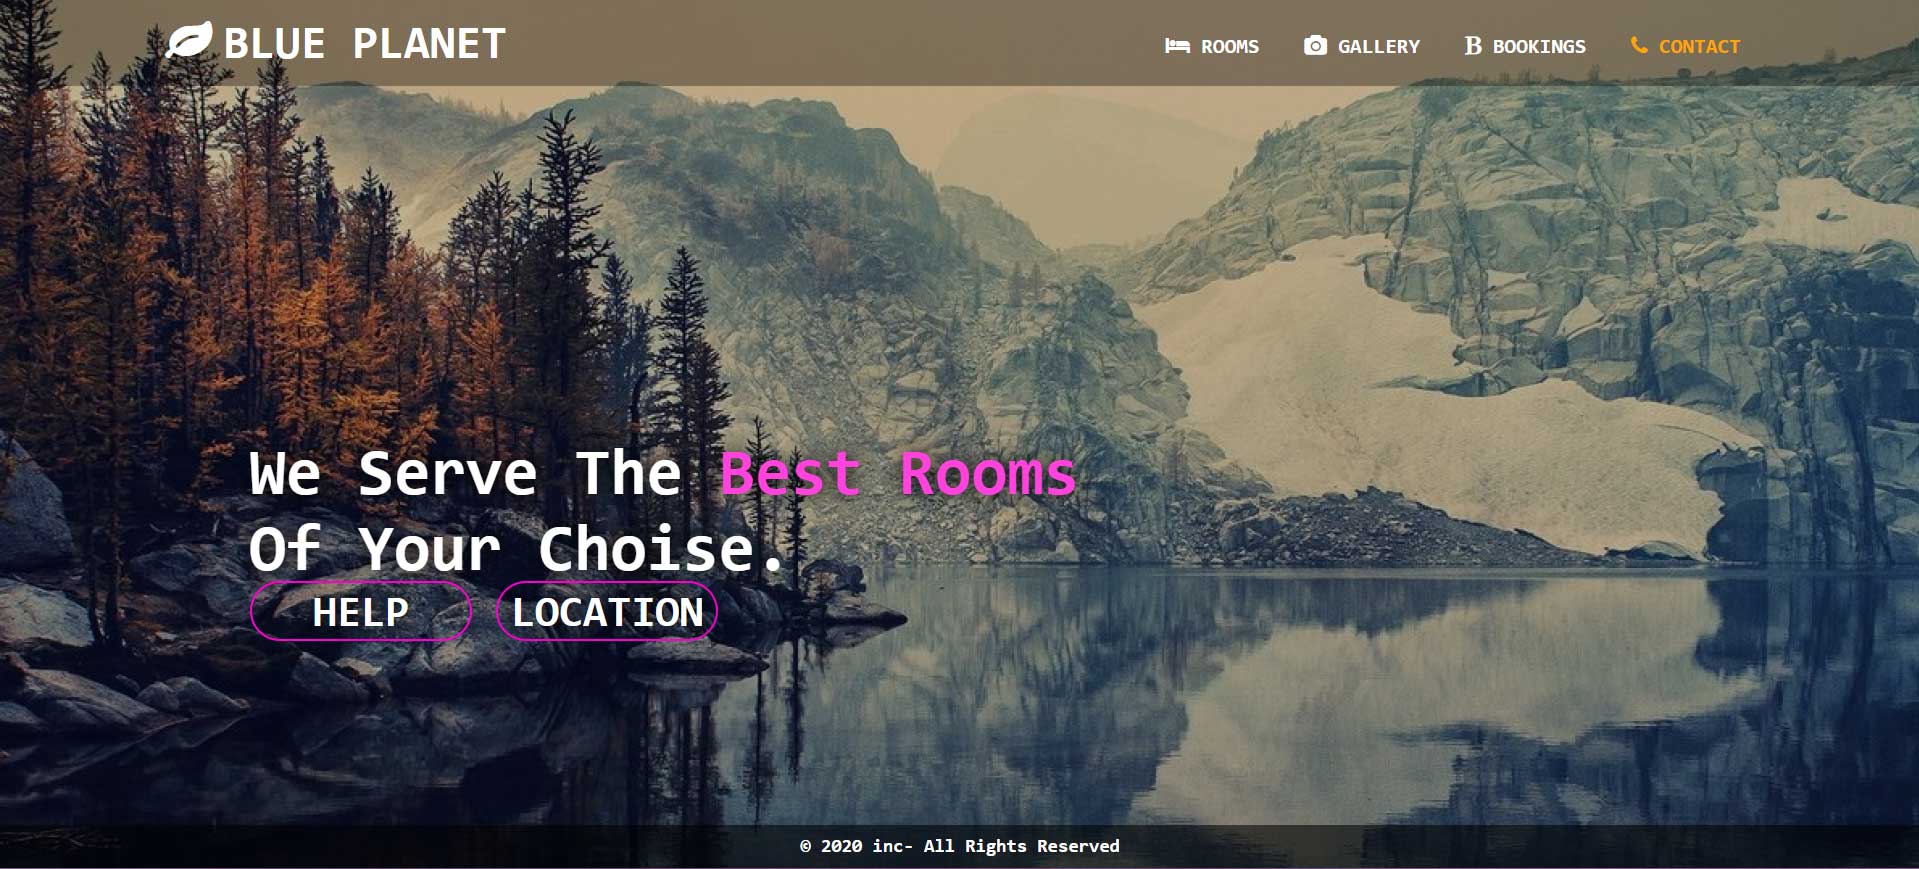 BLUE PLANET
ROOMS
GALLERY
B BOOKINGS
CONTACT
We Serve The Best Rooms
Of Your Choise.
HELP
LOCATION
© 2020 inc- All Rights Reserved